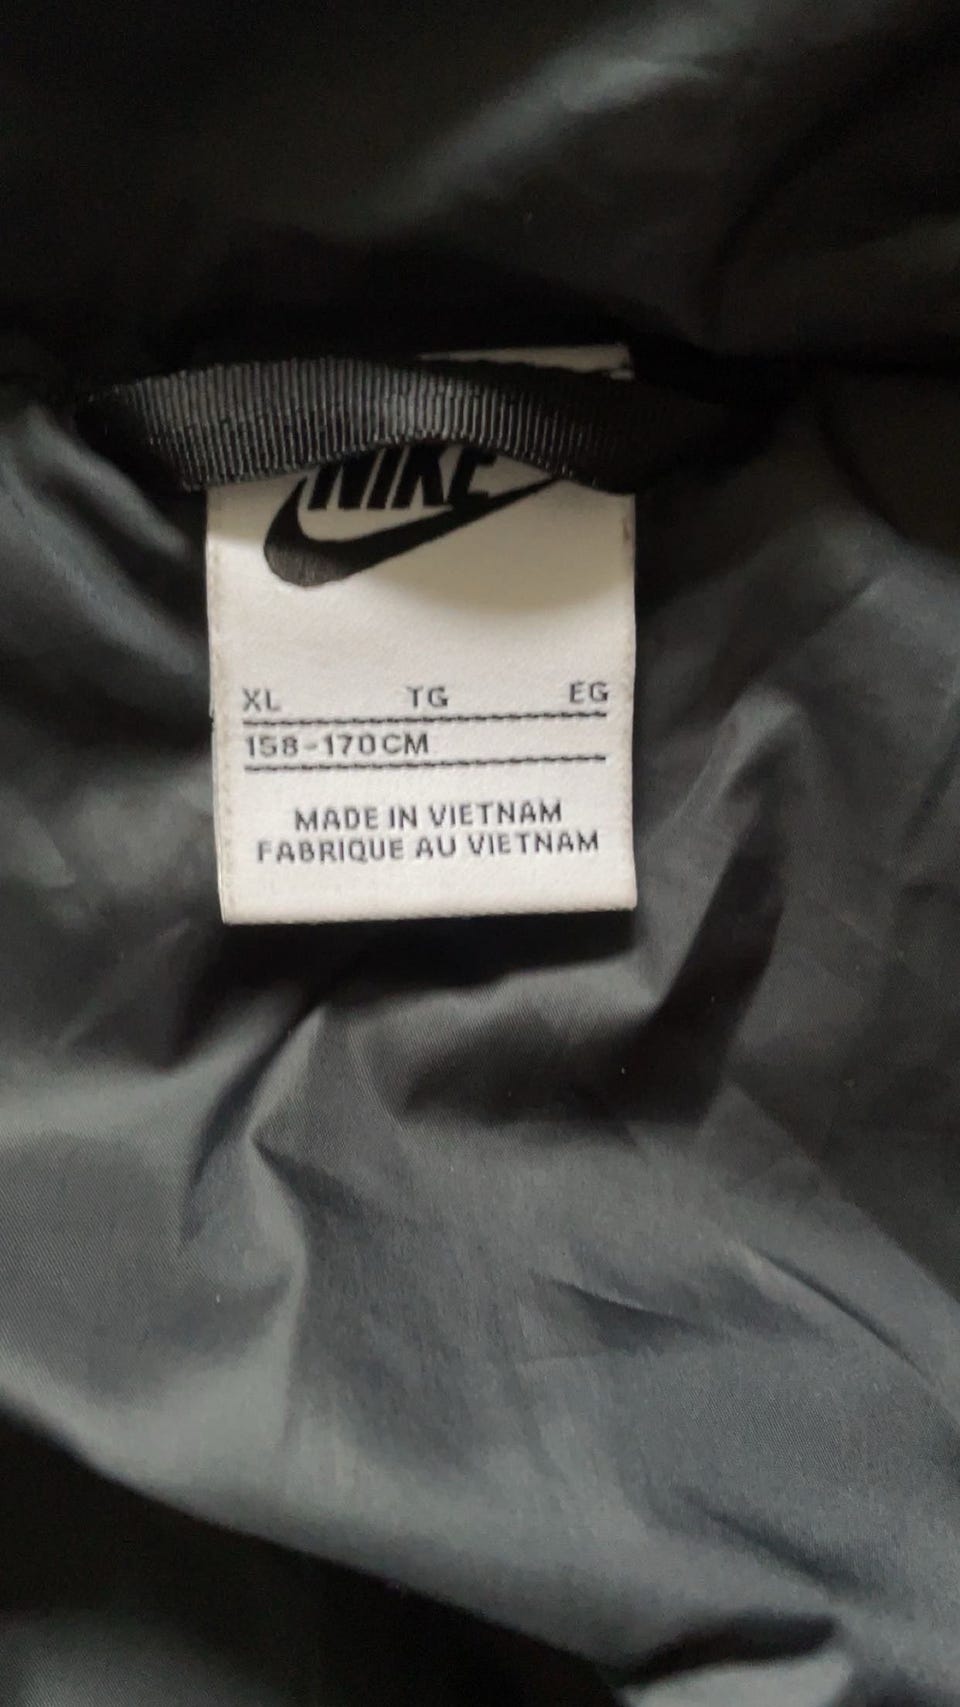 NIKE
XL TG EG
158-170CM
MADE IN VIETNAM
FABRIQUE AU VIETNAM